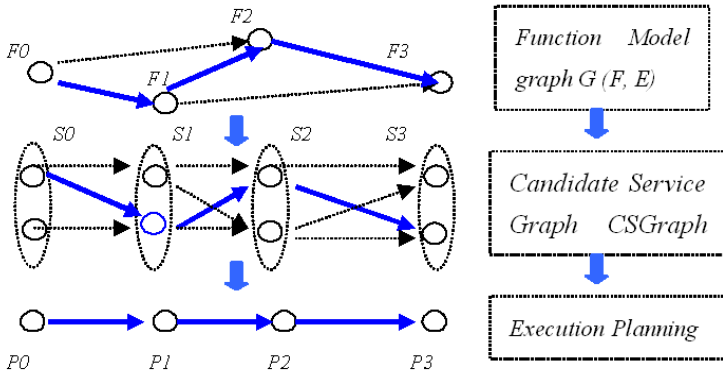 F0
F1
F2
F3
Function Model
graph G (F, E)
S0
S1
S2
S3
Candidate Service
Graph CSGraph
P0
P1
P2
P3
Execution Planning